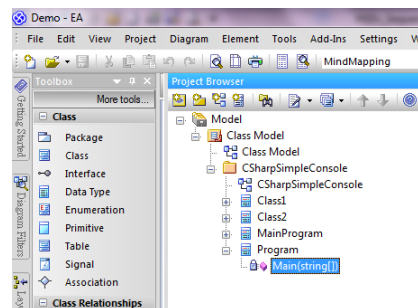 Demo - EA
File Edit View Project Diagram Element Tools Add-Ins Settings W
MindMapping
Toolbox
More tools...
Class
Package
Class
Interface
Data Type
Enumeration
Primitive
Table
Signal
Association
Class Relationships
Getting Started
Diagram Filters
Lay
Project Browser
Model
Class Model
Class Model
CSharpSimpleConsole
CSharpSimpleConsole
Class1
Class2
MainProgram
Program
Main(string[])